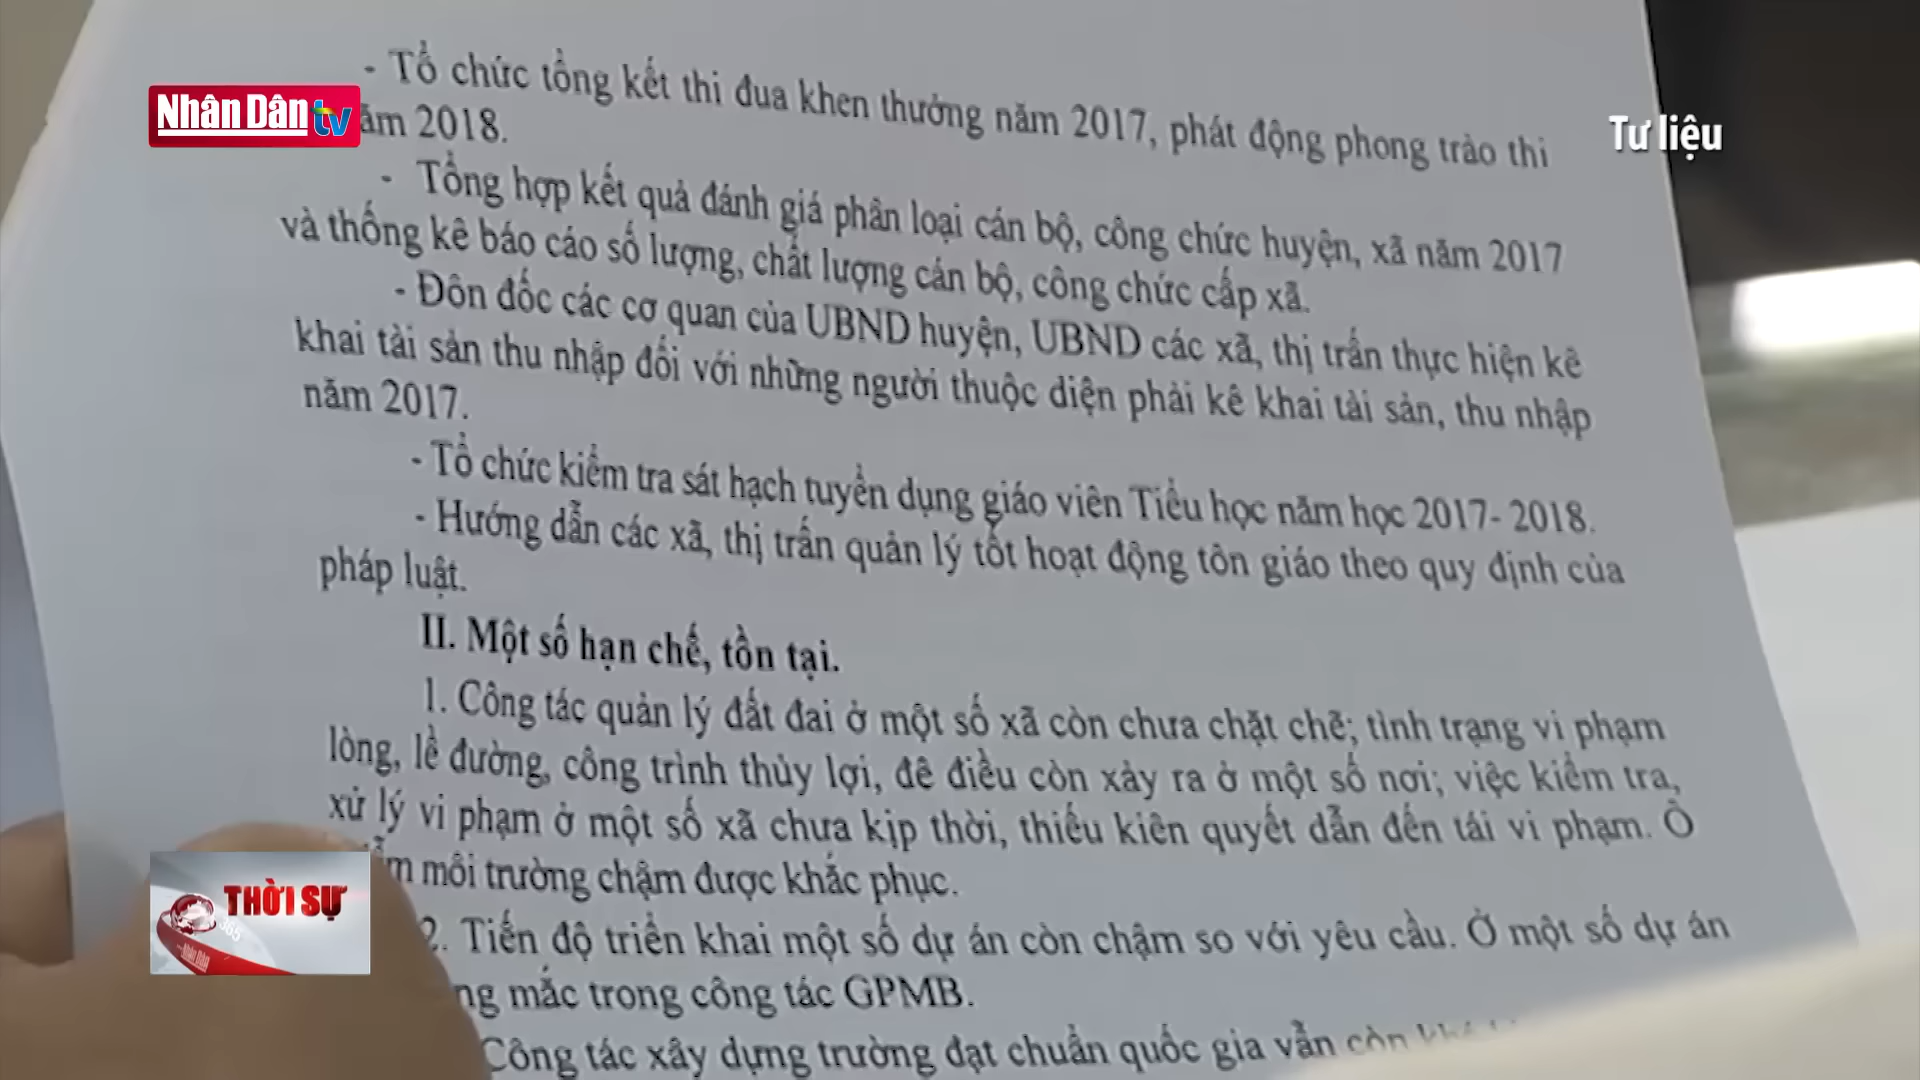 - Tổ chức tổng kết thi đua khen thưởng năm 2017, phát động phong trào thi
Nhân Dân tv
Tư liệu
ăm 2018.
- Tổng hợp kết quả đánh giá phân loại cán bộ, công chức huyện, xã năm 2017
và thống kê báo cáo số lượng, chất lượng cán bộ, công chức cấp xã.
- Đôn đốc các cơ quan của UBND huyện, UBND các xã, thị trấn thực hiện kê
khai tài sản thu nhập đối với những người thuộc diện phải kê khai tài sản, thu nhập
năm 2017.
- Tổ chức kiểm tra sát hạch tuyển dụng giáo viên Tiểu học năm học 2017- 2018.
- Hướng dẫn các xã, thị trấn quản lý tốt hoạt động tôn giáo theo quy định của
pháp luật.
II. Một số hạn chế, tồn tại.
1. Công tác quản lý đất đai ở một số xã còn chưa chặt chẽ; tình trạng vi phạm
lòng, lề đường, công trình thủy lợi, đê điều còn xảy ra ở một số nơi; việc kiểm tra,
xử lý vi phạm ở một số xã chưa kịp thời, thiếu kiên quyết dẫn đến tái vi phạm. Ô
môi trường chậm được khắc phục.
THỜI SỰ
365
NHÂN DÂN
2. Tiến độ triển khai một số dự án còn chậm so với yêu cầu. Ở một số dự án
ng mắc trong công tác GPMB.
Công tác xây dựng trường đạt chuẩn quốc gia vẫn còn